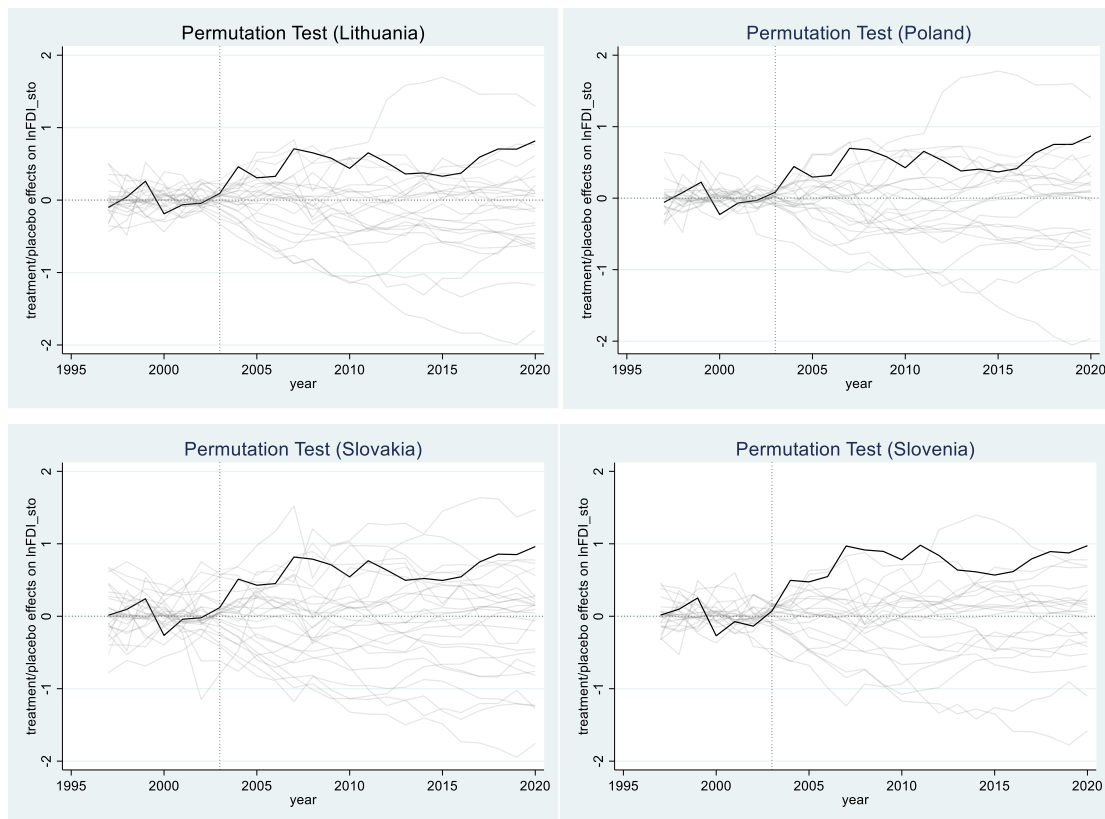 Permutation Test (Lithuania)
treatment/placebo effects on lnFDI_sto
2
1
0
-1
-2
1995 2000 2005 2010 2015 2020
year
Permutation Test (Poland)
treatment/placebo effects on lnFDI_sto
2
1
0
-1
-2
1995 2000 2005 2010 2015 2020
year
Permutation Test (Slovakia)
treatment/placebo effects on lnFDI_sto
2
1
0
-1
-2
1995 2000 2005 2010 2015 2020
year
Permutation Test (Slovenia)
treatment/placebo effects on lnFDI_sto
2
1
0
-1
-2
1995 2000 2005 2010 2015 2020
year